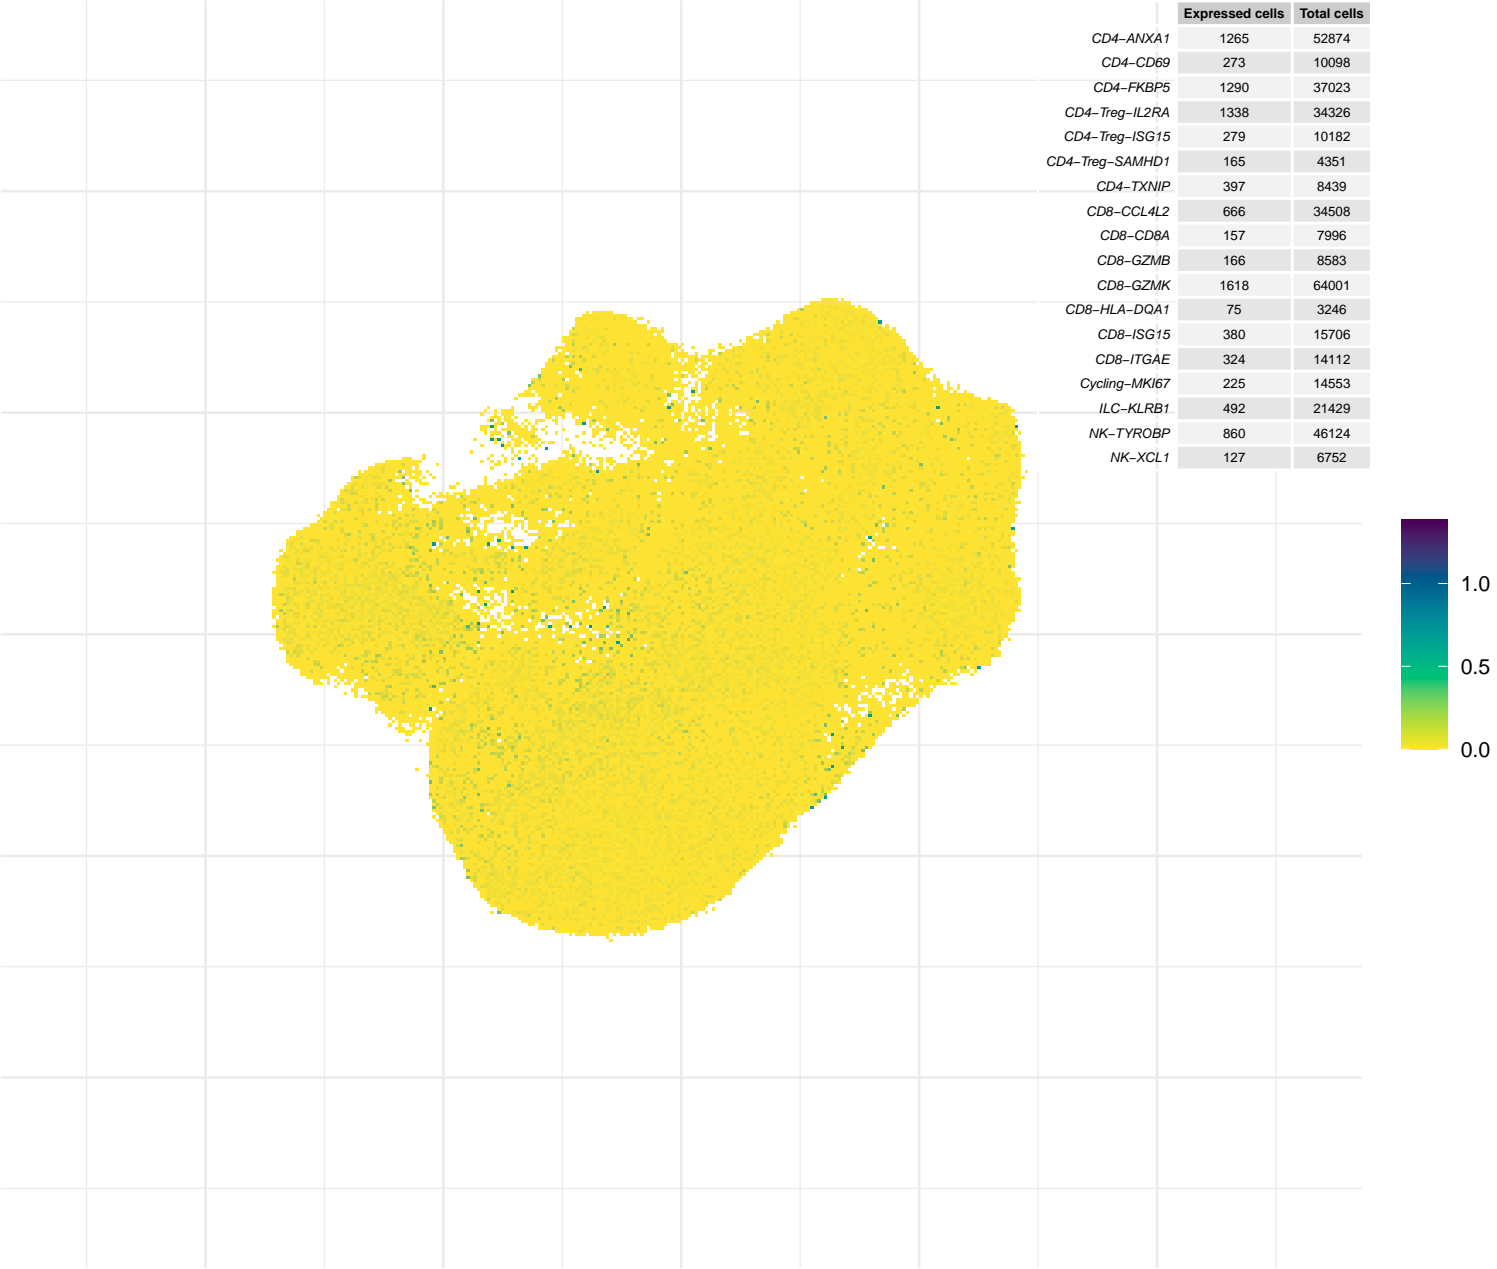 Expressed cells Total cells
CD4−ANXA1 1265 52874
CD4−CD69 273 10098
CD4−FKBP5 1290 37023
CD4−Treg−IL2RA 1338 34326
CD4−Treg−ISG15 279 10182
CD4−Treg−SAMHD1 165 4351
CD4−TXNIP 397 8439
CD8−CCL4L2 666 34508
CD8−CD8A 157 7996
CD8−GZMB 166 8583
CD8−GZMK 1618 64001
CD8−HLA−DQA1 75 3246
CD8−ISG15 380 15706
CD8−ITGAE 324 14112
Cycling−MKI67 225 14553
ILC−KLRB1 492 21429
NK−TYROBP 860 46124
NK−XCL1 127 6752
1.0
0.5
0.0